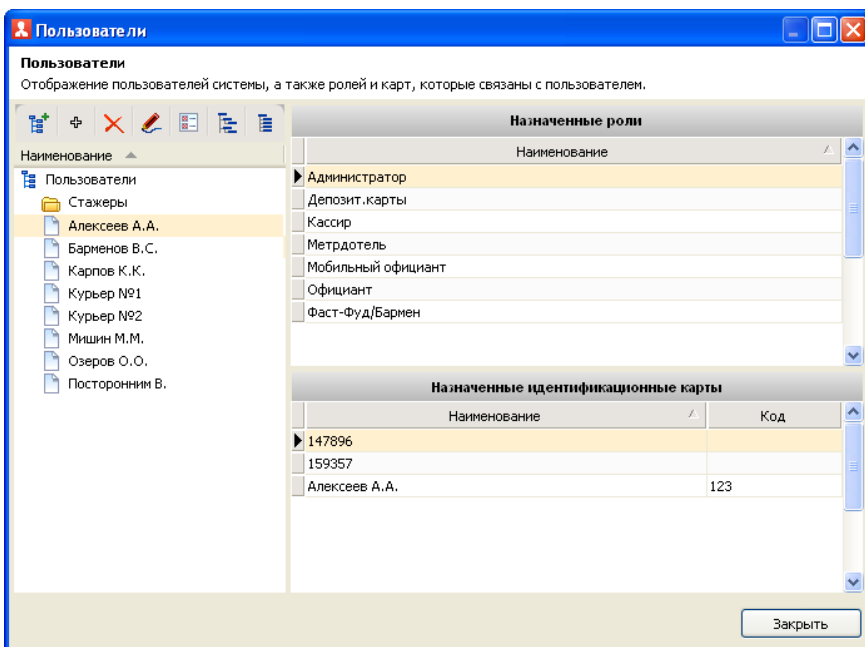 Пользователи
Пользователи
Отображение пользователей системы, а также ролей и карт, которые связаны с пользователем.
Наименование
Пользователи
Стажеры
Алексеев А.А.
Барменов В.С.
Карпов К.К.
Курьер №1
Курьер №2
Мишин М.М.
Озеров О.О.
Посторонним В.
Назначенные роли
Наименование
Администратор
Депозит.карты
Кассир
Метрдотель
Мобильный официант
Официант
Фаст-Фуд/Бармен
Назначенные идентификационные карты
Наименование Код
147896
159357
Алексеев А.А. 123
Закрыть